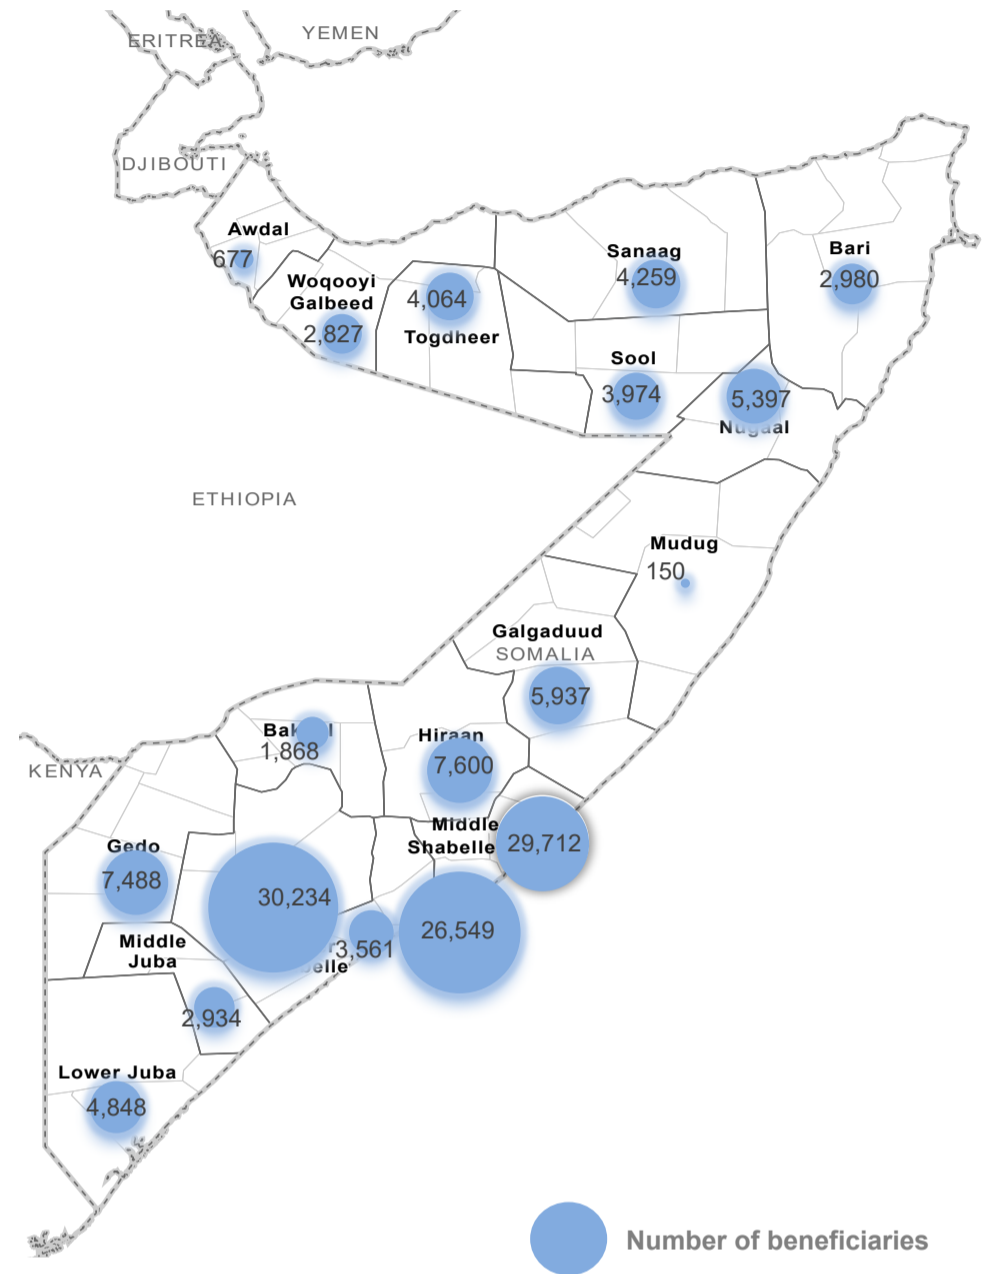 YEMEN
ERITREA
DJIBOUTI
Awdal
677
Woqooyi
Galbeed
2,827
4,064
Togdheer
Sanaag
4,259
Bari
2,980
Sool
3,974
5,397
Nugaal
ETHIOPIA
Mudug
150
Galgaduud
SOMALIA
5,937
1,868
Hiraan
7,600
KENYA
Middle
Shabelle
29,712
Gedo
7,488
30,234
26,549
3,561
Middle
Juba
2,934
Lower Juba
4,848
Number of beneficiaries